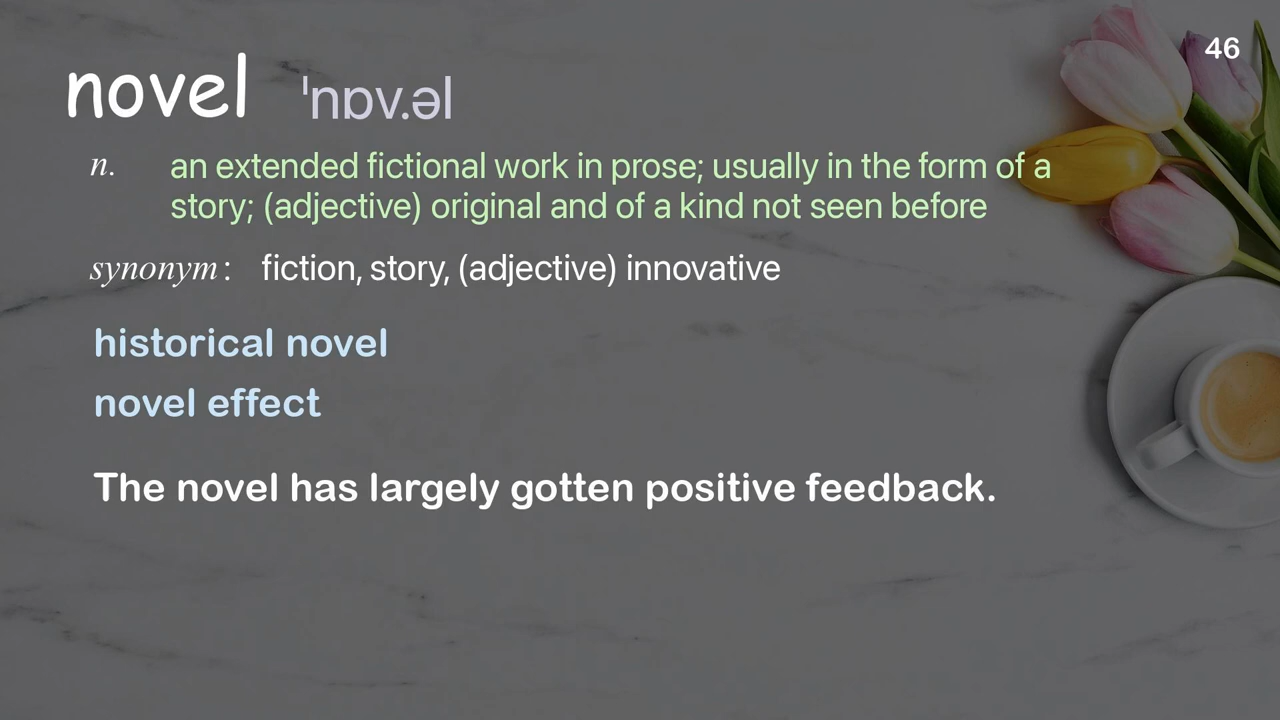 46
novel ˈnɒv.əl
n. an extended fictional work in prose; usually in the form of a
story; (adjective) original and of a kind not seen before
synonym: fiction, story, (adjective) innovative
historical novel
novel effect
The novel has largely gotten positive feedback.